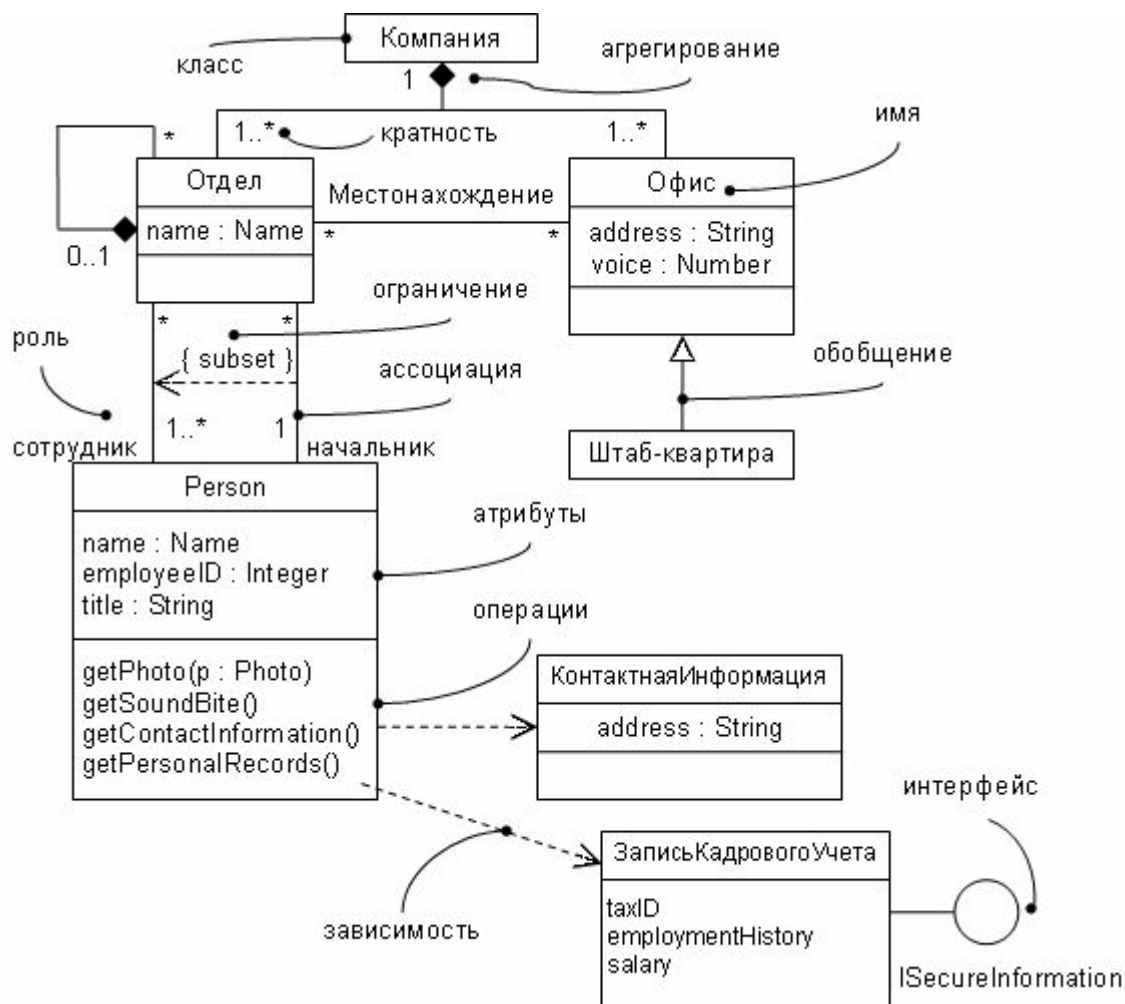 Компания
класс
агрегирование
1
1..*
кратность
1..*
имя
*
Отдел
Офис
Местонахождение
name : Name
*
*
address : String
voice : Number
0..1
ограничение
*
*
роль
{ subset }
обобщение
ассоциация
1..*
1
сотрудник
начальник
Штаб-квартира
Person
атрибуты
name : Name
employeeID : Integer
title : String
операции
getPhoto(p : Photo)
getSoundBite()
getContactInformation()
getPersonalRecords()
КонтактнаяИнформация
address : String
интерфейс
ЗаписьКадровогоУчета
зависимость
taxID
employmentHistory
salary
ISecureInformation